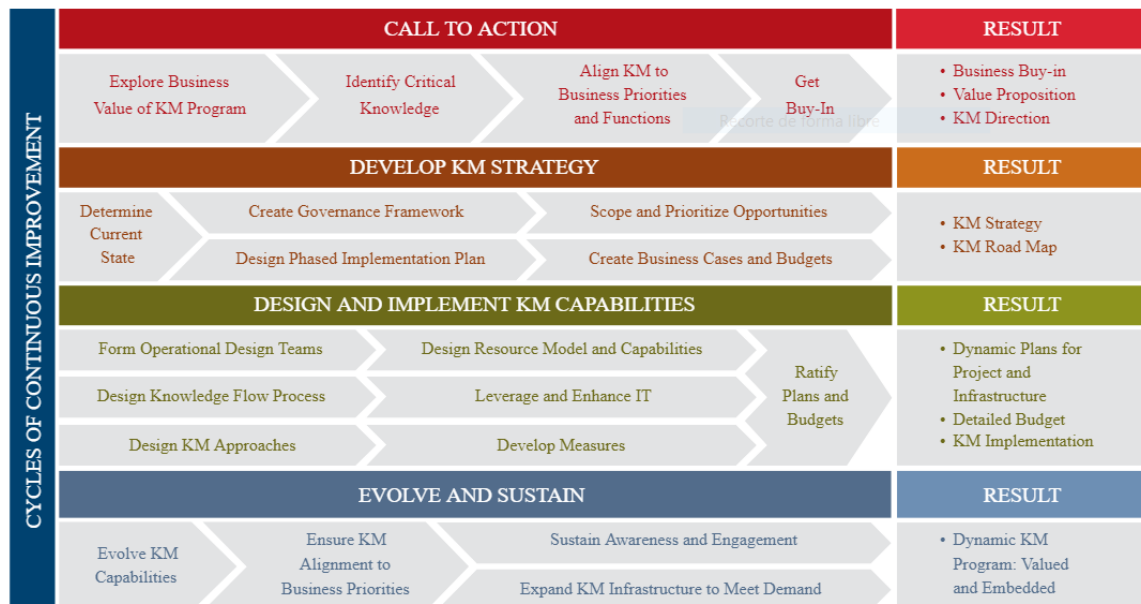 CYCLES OF CONTINUOUS IMPROVEMENT
CALL TO ACTION
RESULT
Explore Business
Value of KM Program
Identify Critical
Knowledge
Align KM to
Business Priorities
and Functions
Get
Buy-In
• Business Buy-in
• Value Proposition
• KM Direction
Recorte de forma libre
DEVELOP KM STRATEGY
RESULT
Determine
Current
State
Create Governance Framework
Scope and Prioritize Opportunities
Design Phased Implementation Plan
Create Business Cases and Budgets
• KM Strategy
• KM Road Map
DESIGN AND IMPLEMENT KM CAPABILITIES
RESULT
Form Operational Design Teams
Design Resource Model and Capabilities
Design Knowledge Flow Process
Leverage and Enhance IT
Design KM Approaches
Develop Measures
Ratify
Plans and
Budgets
• Dynamic Plans for
Project and
Infrastructure
• Detailed Budget
• KM Implementation
EVOLVE AND SUSTAIN
RESULT
Evolve KM
Capabilities
Ensure KM
Alignment to
Business Priorities
Sustain Awareness and Engagement
Expand KM Infrastructure to Meet Demand
• Dynamic KM
Program: Valued
and Embedded